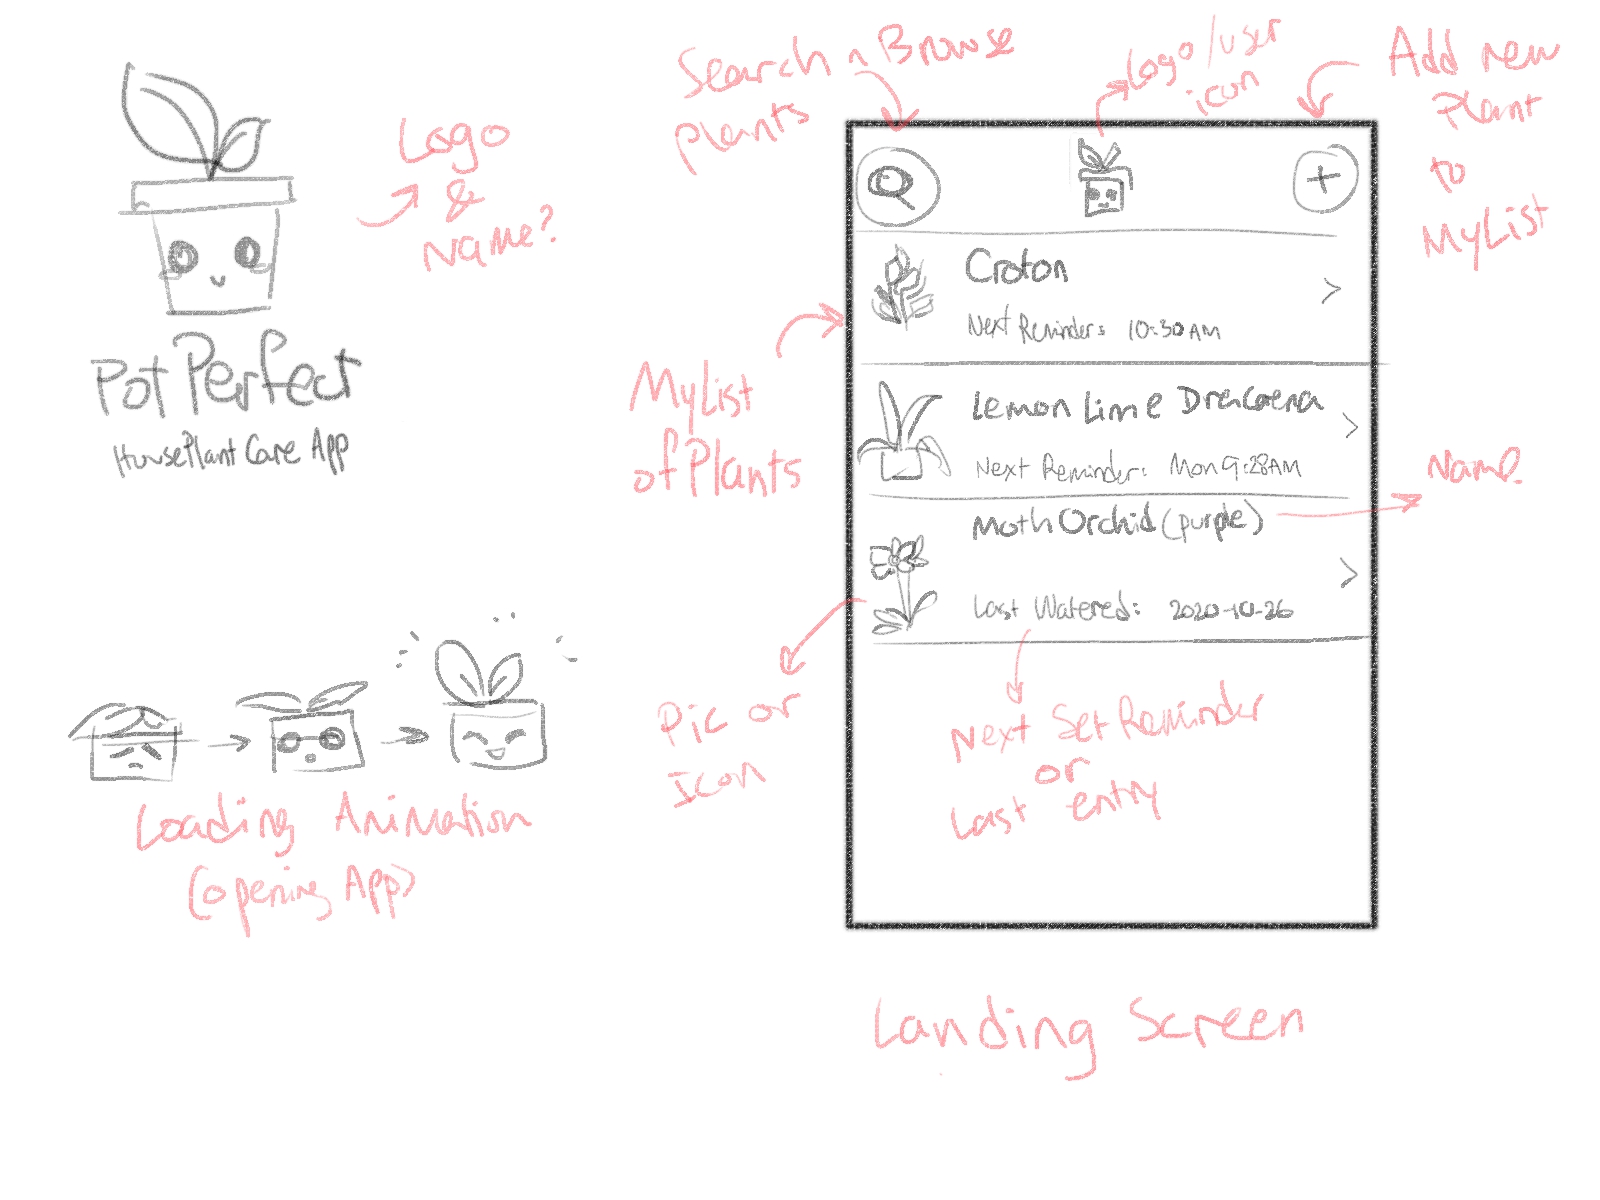 Logo
&
Name?
Pot Perfect
HousePlant Care App
Loading Animation
(opening App)
Search n Browse
plants
Logo/user
icon
Add new
Plant
to
MyList
Croton
Next Reminder: 10:30 AM
MyList
of Plants
Lemon Lime Dracaena
Next Reminder: Mon 9:28AM
Name
Moth Orchid (purple)
Last Watered: 2020-10-26
Pic or
Icon
Next Set Reminder
or
Last entry
Landing Screen